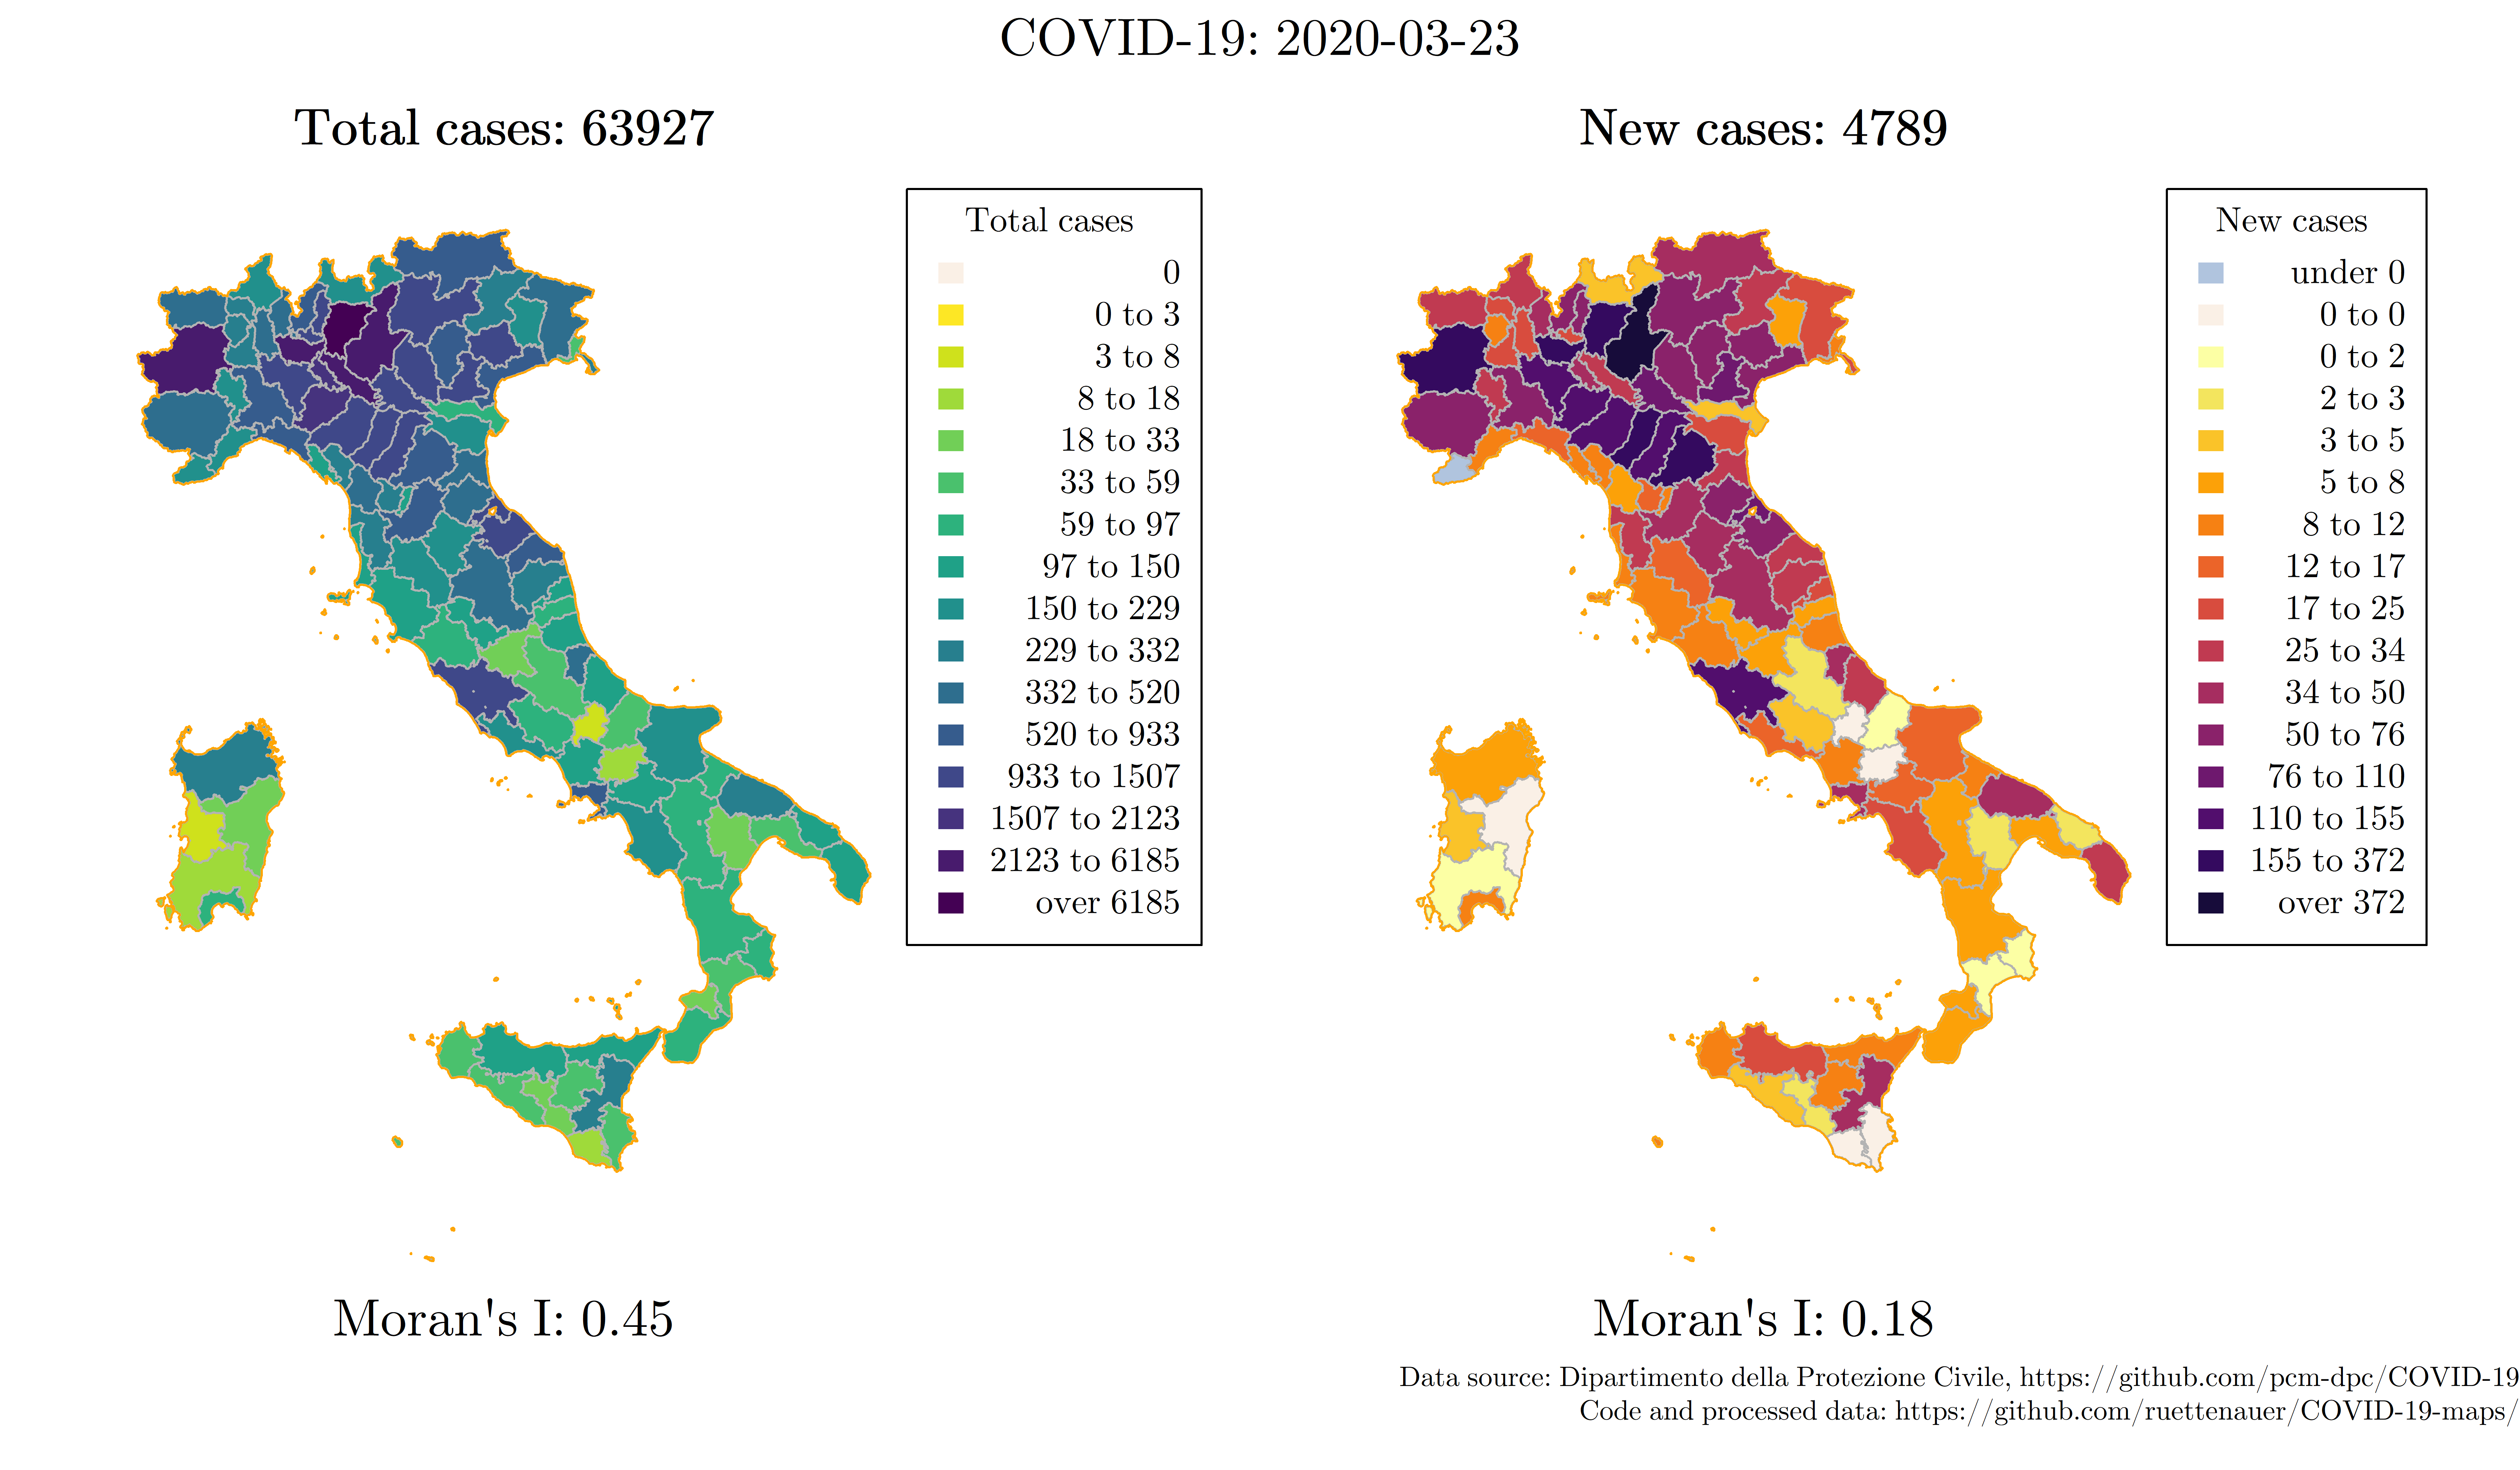 COVID-19: 2020-03-23
Total cases: 63927
Total cases
0
0 to 3
3 to 8
8 to 18
18 to 33
33 to 59
59 to 97
97 to 150
150 to 229
229 to 332
332 to 520
520 to 933
933 to 1507
1507 to 2123
2123 to 6185
over 6185
Moran's I: 0.45
New cases: 4789
New cases
under 0
0 to 0
0 to 2
2 to 3
3 to 5
5 to 8
8 to 12
12 to 17
17 to 25
25 to 34
34 to 50
50 to 76
76 to 110
110 to 155
155 to 372
over 372
Moran's I: 0.18
Data source: Dipartimento della Protezione Civile, https://github.com/pcm-dpc/COVID-19
Code and processed data: https://github.com/ruettenauer/COVID-19-maps/